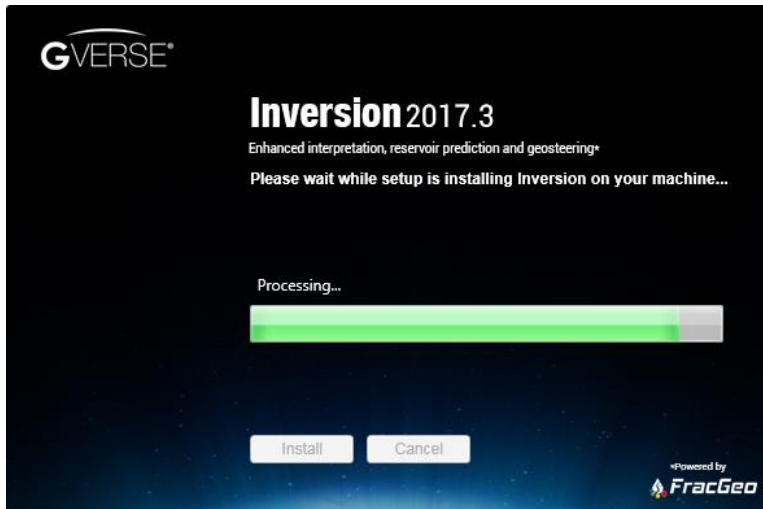 GVERSE®
Inversion 2017.3
Enhanced interpretation, reservoir prediction and geosteering*
Please wait while setup is installing Inversion on your machine...
Processing...
Install
Cancel
*Powered by
FracGeo